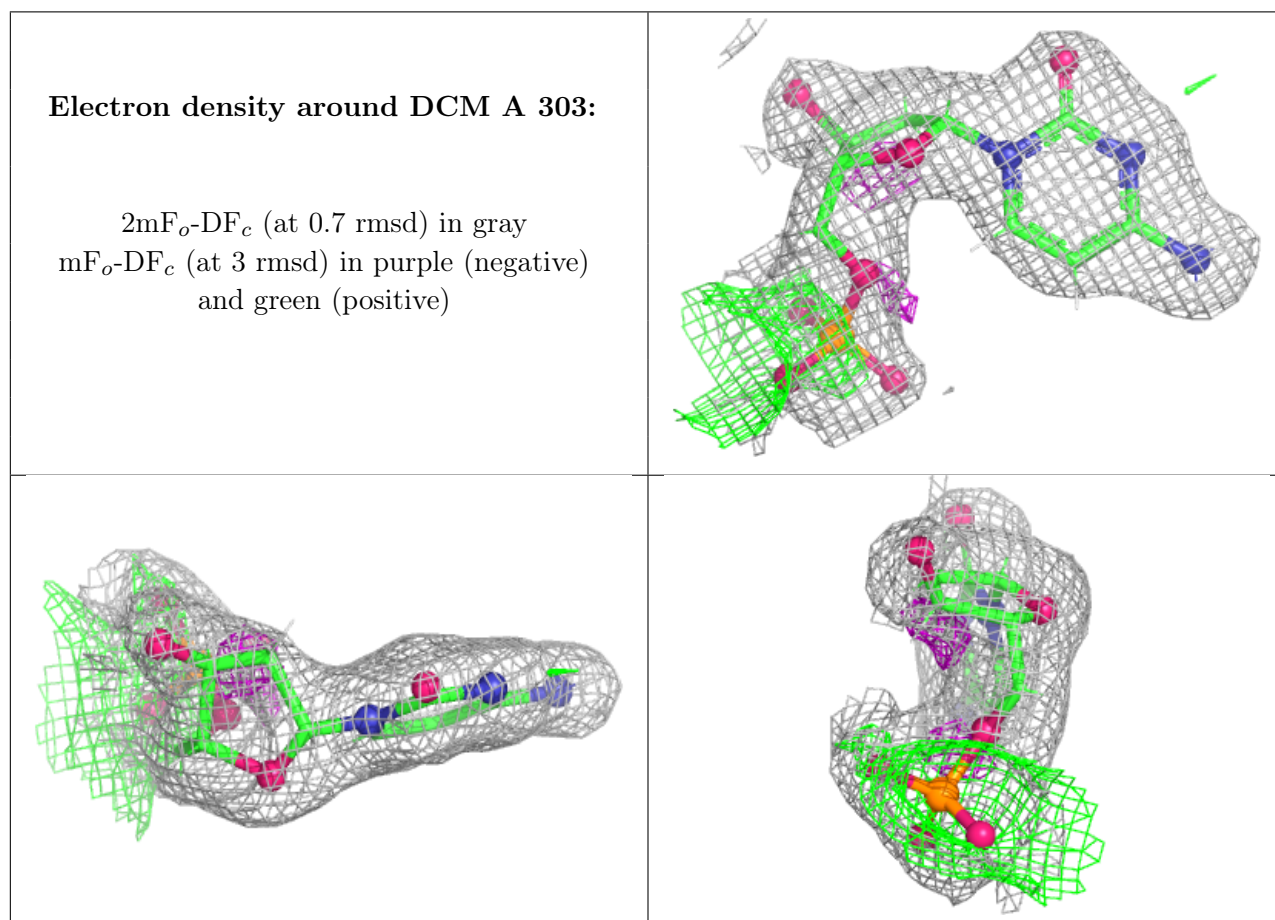 Electron density around DCM A 303:
2mFo-DFc (at 0.7 rmsd) in gray
mFo-DFc (at 3 rmsd) in purple (negative)
and green (positive)